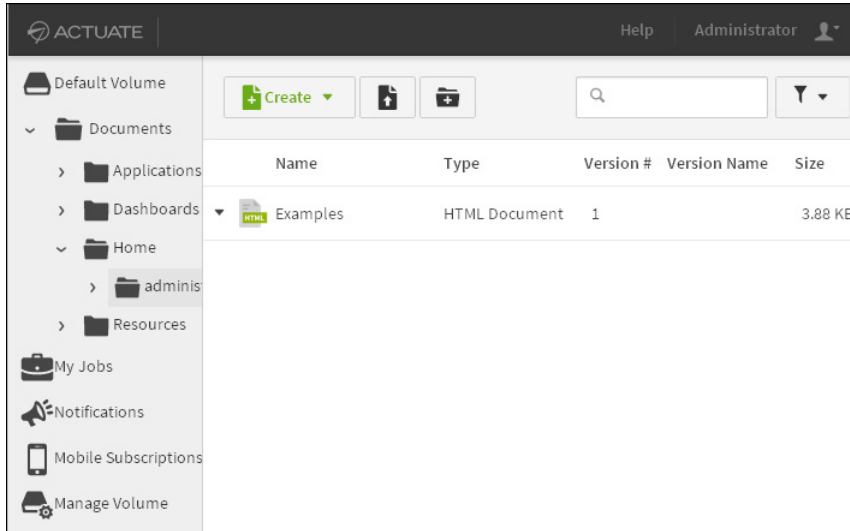 ACTUATE
Help Administrator
Default Volume
Documents
Applications
Dashboards
Home
adminis
Resources
My Jobs
Notifications
Mobile Subscriptions
Manage Volume
Create
Name Type Version # Version Name Size
HTML Examples HTML Document 1 3.88 KB